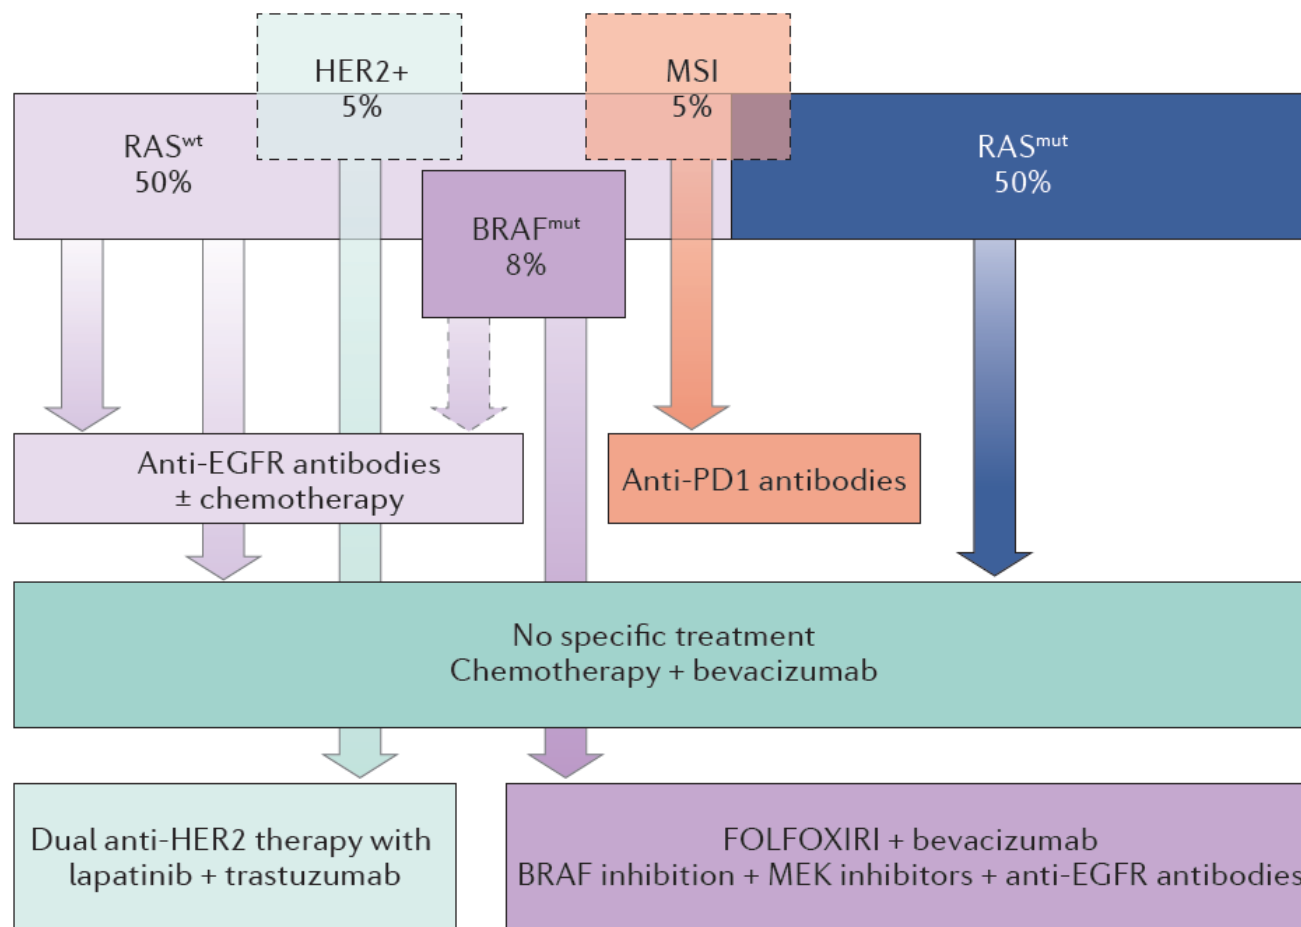 HER2+
5%
MSI
5%
RASʷᵗ
50%
RASᵐᵘᵗ
50%
BRAFᵐᵘᵗ
8%
Anti-EGFR antibodies
± chemotherapy
Anti-PD1 antibodies
No specific treatment
Chemotherapy + bevacizumab
Dual anti-HER2 therapy with
lapatinib + trastuzumab
FOLFOXIRI + bevacizumab
BRAF inhibition + MEK inhibitors + anti-EGFR antibodies